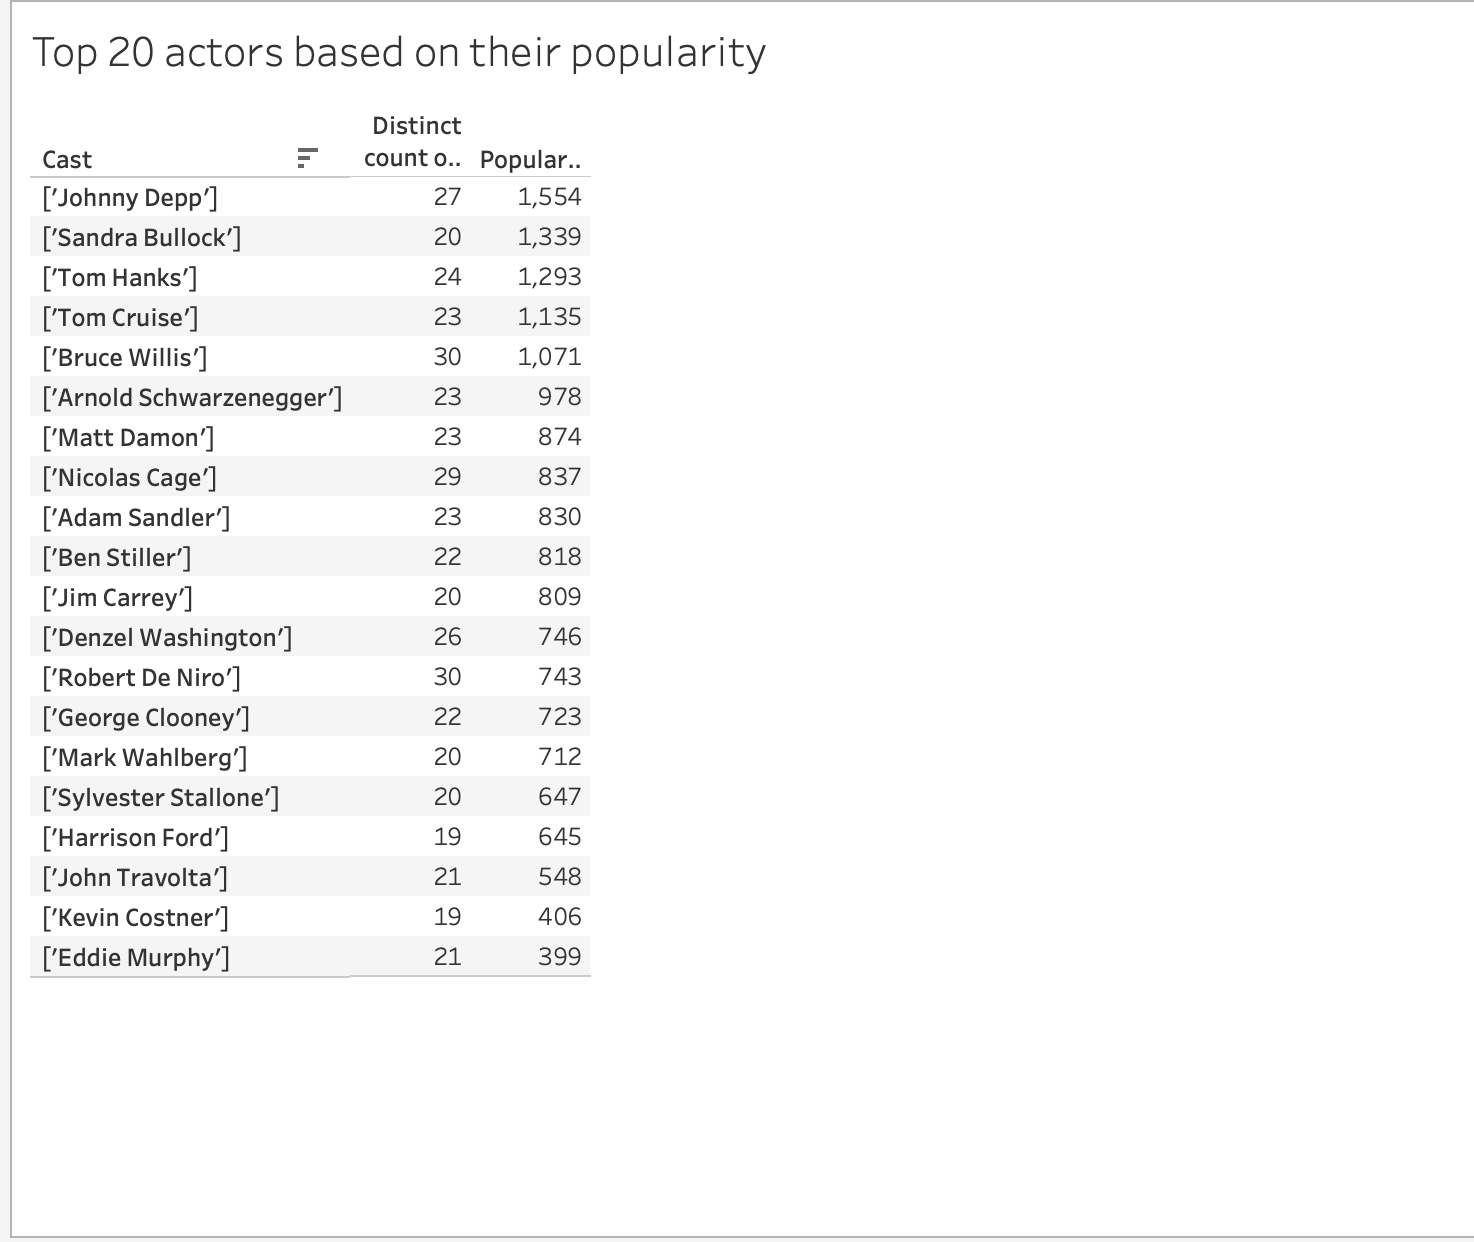 Top 20 actors based on their popularity
Distinct
Cast count o.. Popular..
['Johnny Depp'] 27 1,554
['Sandra Bullock'] 20 1,339
['Tom Hanks'] 24 1,293
['Tom Cruise'] 23 1,135
['Bruce Willis'] 30 1,071
['Arnold Schwarzenegger'] 23 978
['Matt Damon'] 23 874
['Nicolas Cage'] 29 837
['Adam Sandler'] 23 830
['Ben Stiller'] 22 818
['Jim Carrey'] 20 809
['Denzel Washington'] 26 746
['Robert De Niro'] 30 743
['George Clooney'] 22 723
['Mark Wahlberg'] 20 712
['Sylvester Stallone'] 20 647
['Harrison Ford'] 19 645
['John Travolta'] 21 548
['Kevin Costner'] 19 406
['Eddie Murphy'] 21 399